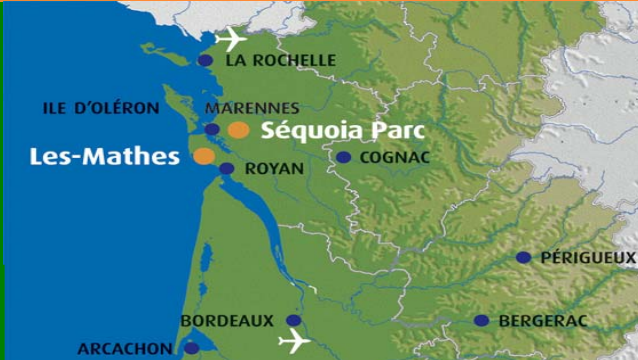 LA ROCHELLE
ILE D'OLÉRON
MARENNES
Séquoia Parc
Les-Mathes
COGNAC
ROYAN
PÉRIGUEUX
BORDEAUX
BERGERAC
ARCACHON